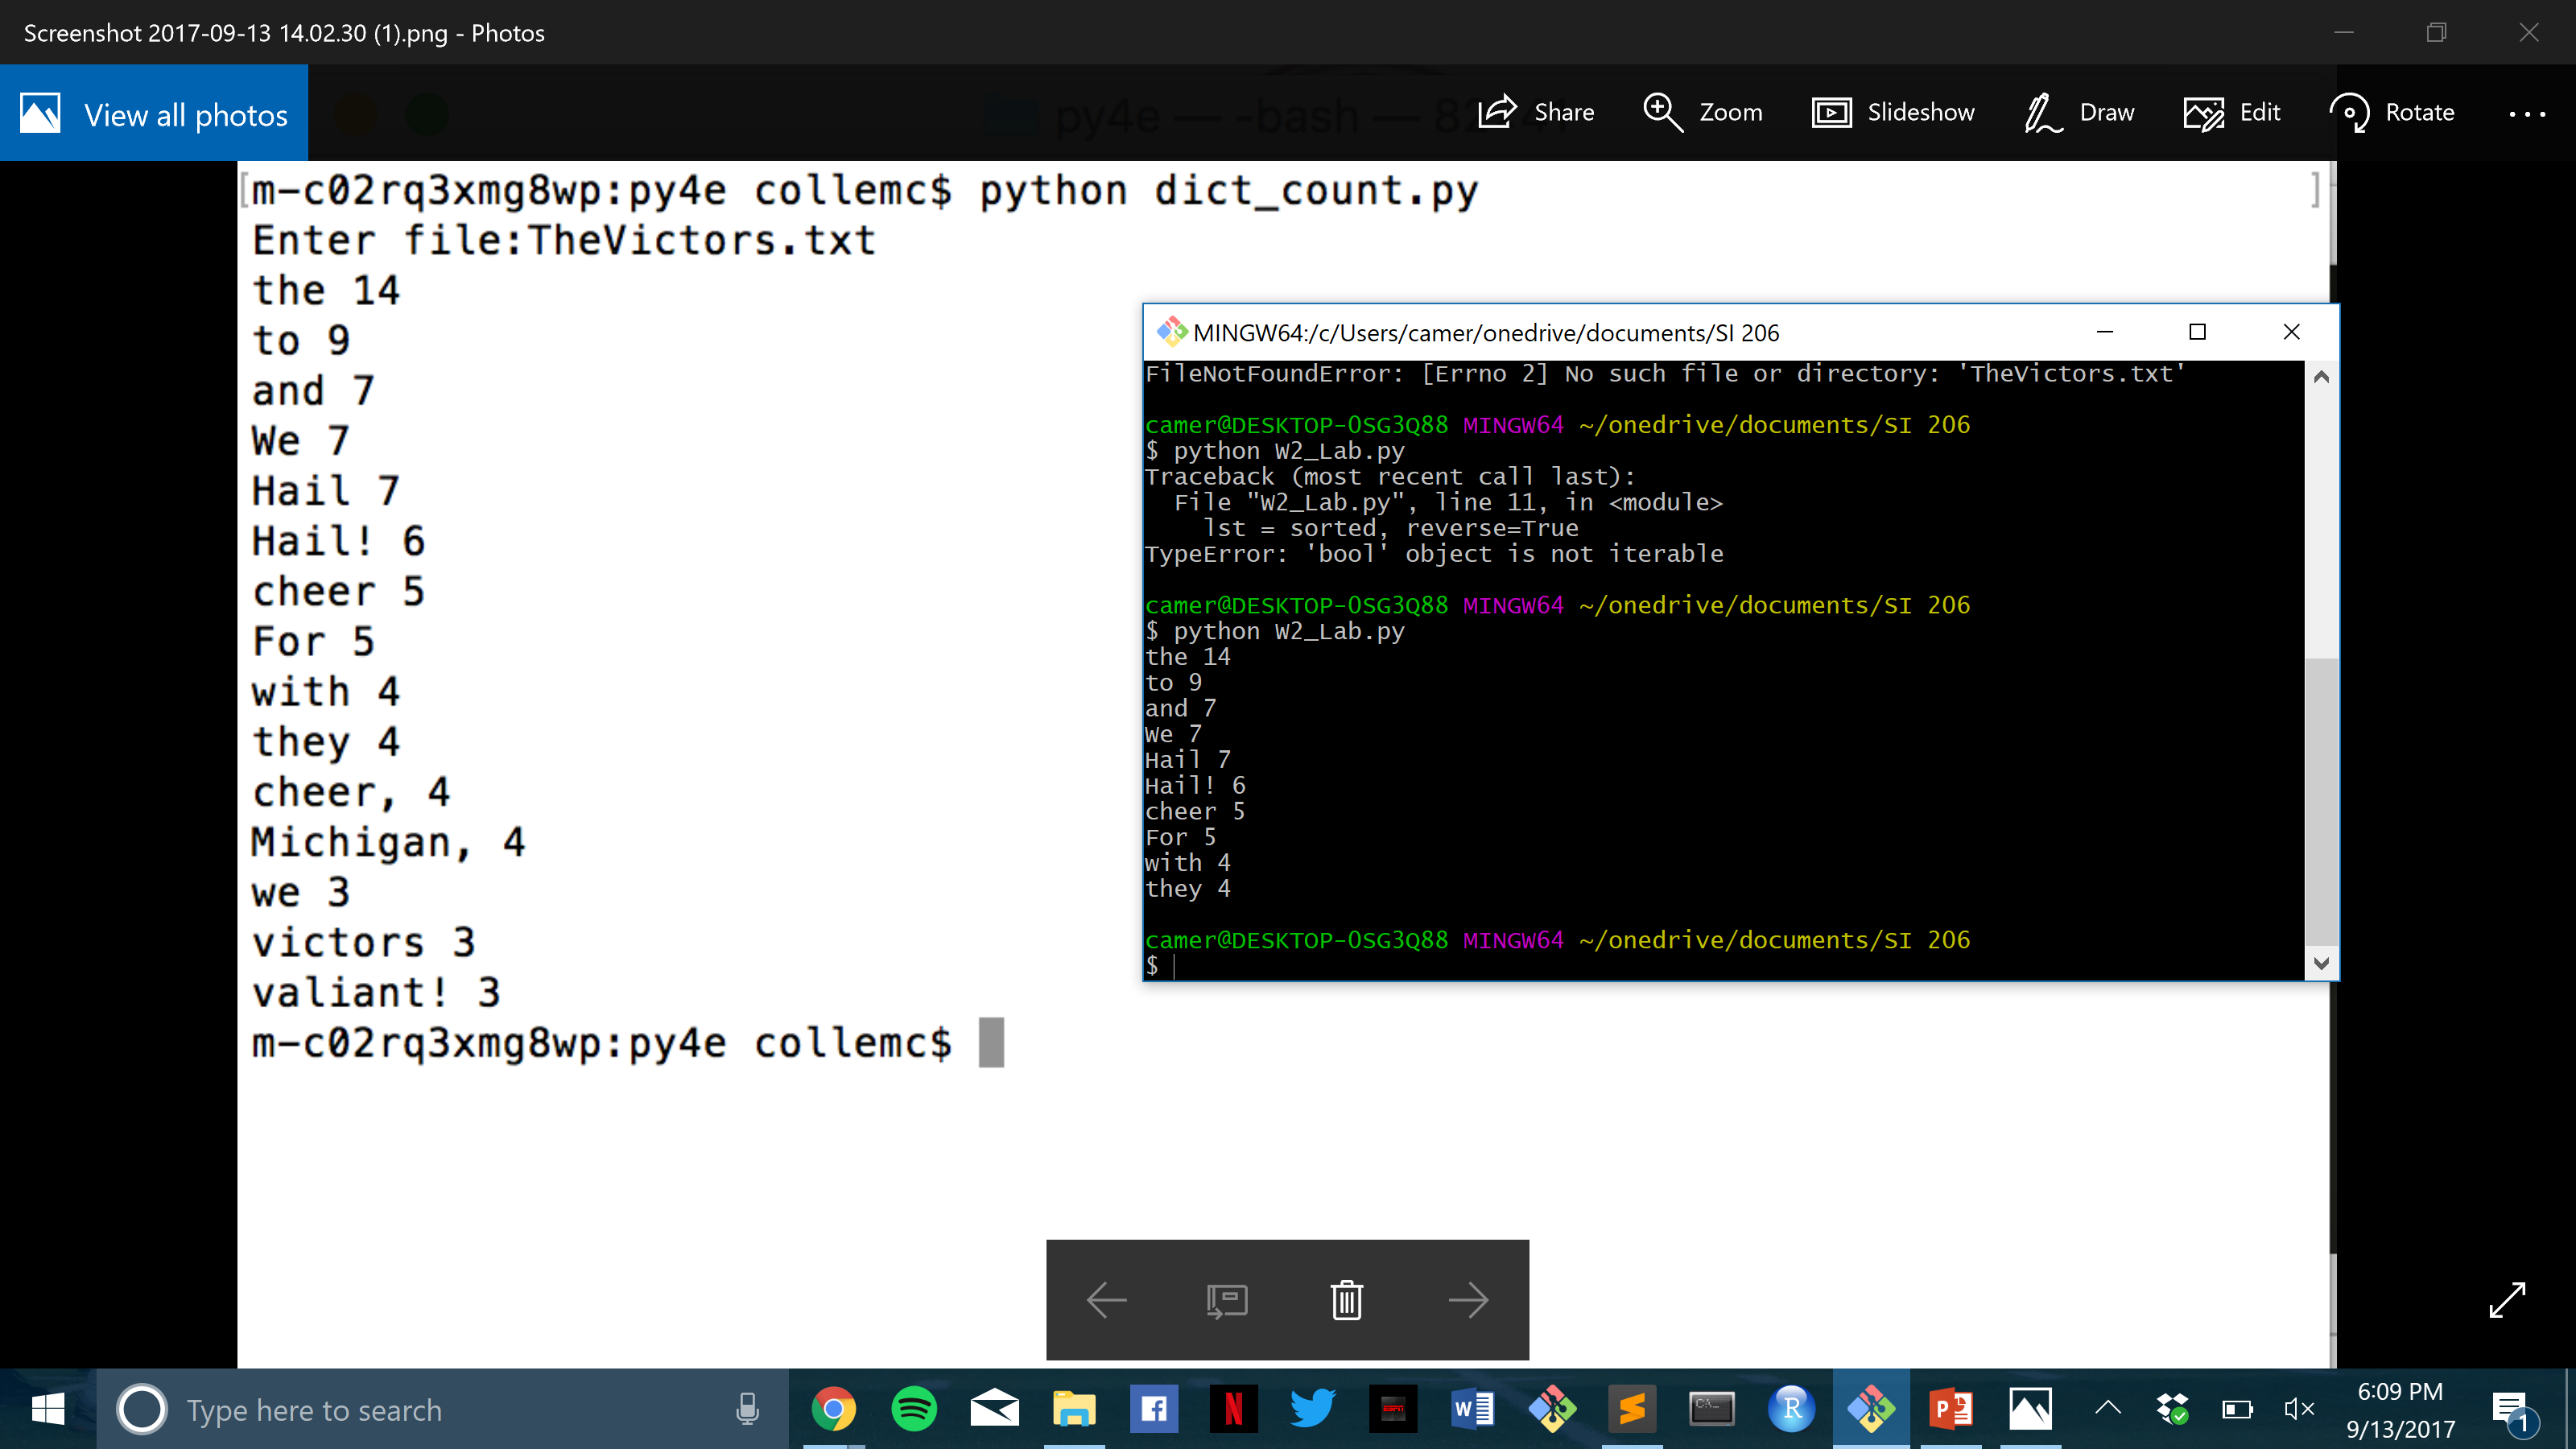 Screenshot 2017-09-13 14.02.30 (1).png - Photos
View all photos
py4e — -bash — 82
Share
Zoom
Slideshow
Draw
Edit
Rotate
[m-c02rq3xmg8wp:py4e collemc$ python dict_count.py ]
Enter file:TheVictors.txt
the 14
to 9
and 7
We 7
Hail 7
Hail! 6
cheer 5
For 5
with 4
they 4
cheer, 4
Michigan, 4
we 3
victors 3
valiant! 3
m-c02rq3xmg8wp:py4e collemc$
MINGW64:/c/Users/camer/onedrive/documents/SI 206
FileNotFoundError: [Errno 2] No such file or directory: 'TheVictors.txt'
camer@DESKTOP-OSG3Q88 MINGW64 ~/onedrive/documents/SI 206
$ python W2_Lab.py
Traceback (most recent call last):
  File "W2_Lab.py", line 11, in <module>
    lst = sorted, reverse=True
TypeError: 'bool' object is not iterable
camer@DESKTOP-OSG3Q88 MINGW64 ~/onedrive/documents/SI 206
$ python W2_Lab.py
the 14
to 9
and 7
We 7
Hail 7
Hail! 6
cheer 5
For 5
with 4
they 4
camer@DESKTOP-OSG3Q88 MINGW64 ~/onedrive/documents/SI 206
$
Type here to search
N
ESPN
W
C:\_
R
P
6:09 PM
9/13/2017
1